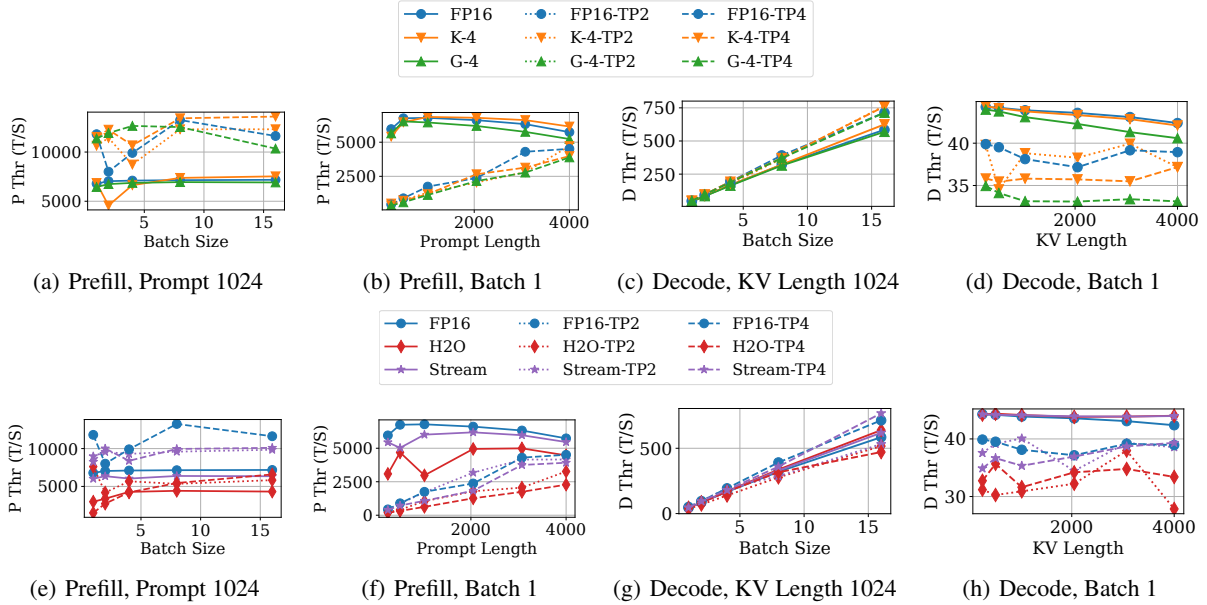 FP16 FP16-TP2 FP16-TP4
K-4 K-4-TP2 K-4-TP4
G-4 G-4-TP2 G-4-TP4
P Thr (T/S)
10000
5000
5 10 15
Batch Size
(a) Prefill, Prompt 1024
P Thr (T/S)
5000
2500
2000 4000
Prompt Length
(b) Prefill, Batch 1
D Thr (T/S)
750
500
250
5 10 15
Batch Size
(c) Decode, KV Length 1024
D Thr (T/S)
40
35
2000 4000
KV Length
(d) Decode, Batch 1
FP16 FP16-TP2 FP16-TP4
H2O H2O-TP2 H2O-TP4
Stream Stream-TP2 Stream-TP4
P Thr (T/S)
10000
5000
5 10 15
Batch Size
(e) Prefill, Prompt 1024
P Thr (T/S)
5000
2500
0
2000 4000
Prompt Length
(f) Prefill, Batch 1
D Thr (T/S)
500
0
5 10 15
Batch Size
(g) Decode, KV Length 1024
D Thr (T/S)
40
30
2000 4000
KV Length
(h) Decode, Batch 1